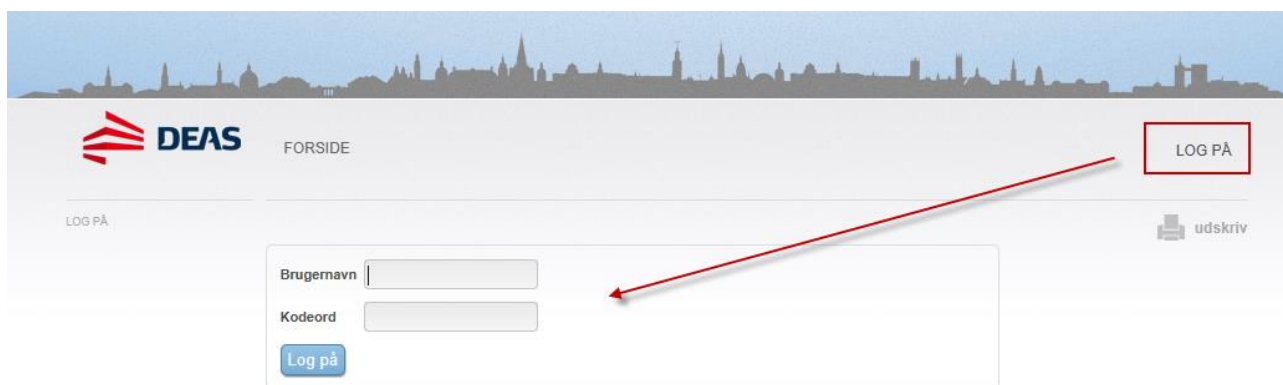 DEAS
FORSIDE
LOG PÅ
LOG PÅ
udskriv
Brugernavn
Kodeord
Log på